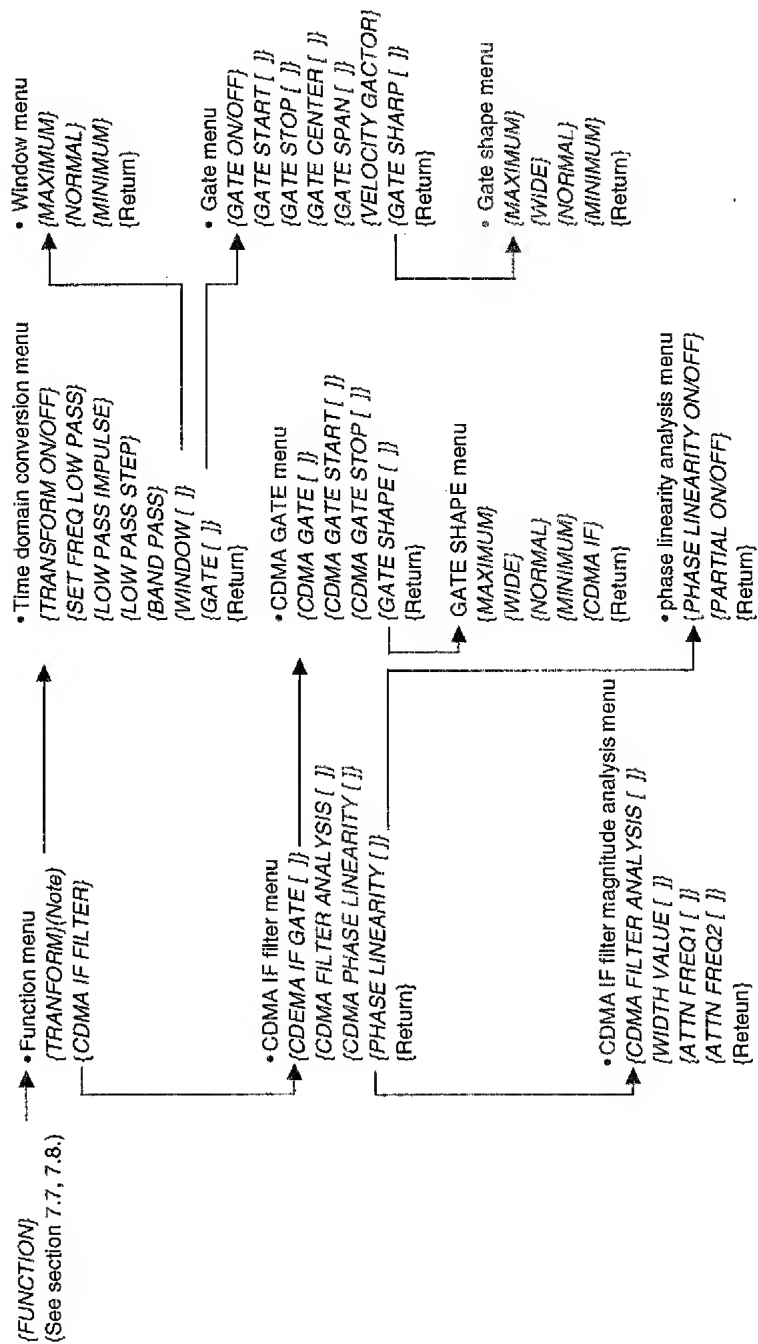 {FUNCTION}
(See section 7.7, 7.8.)
• Function menu
{TRANFORM}(Note)
{CDMA IF FILTER}
• Time domain conversion menu
{TRANSFORM ON/OFF}
{SET FREQ LOW PASS}
{LOW PASS IMPULSE}
{LOW PASS STEP}
{BAND PASS}
{WINDOW [ ]}
{GATE [ ]}
{Return}
• Window menu
{MAXIMUM}
{NORMAL}
{MINIMUM}
{Return}
• Gate menu
{GATE ON/OFF}
{GATE START [ ]}
{GATE STOP [ ]}
{GATE CENTER [ ]}
{GATE SPAN [ ]}
{VELOCITY GACTOR}
{GATE SHARP [ ]}
{Return}
• Gate shape menu
{MAXIMUM}
{WIDE}
{NORMAL}
{MINIMUM}
{Return}
• CDMA IF filter menu
{CDEMA IF GATE [ ]}
{CDMA FILTER ANALYSIS [ ]}
{CDMA PHASE LINEARITY [ ]}
{PHASE LINEARITY [ ]}
{Return}
• CDMA GATE menu
{CDMA GATE [ ]}
{CDMA GATE START [ ]}
{CDMA GATE STOP [ ]}
{GATE SHAPE [ ]}
{Return}
GATE SHAPE menu
{MAXIMUM}
{WIDE}
{NORMAL}
{MINIMUM}
{CDMA IF}
{Return}
• phase linearity analysis menu
{PHASE LINEARITY ON/OFF}
{PARTIAL ON/OFF}
{Return}
• CDMA IF filter magnitude analysis menu
{CDMA FILTER ANALYSIS [ ]}
{WIDTH VALUE [ ]}
{ATTN FREQ1 [ ]}
{ATTN FREQ2 [ ]}
{Reteun}